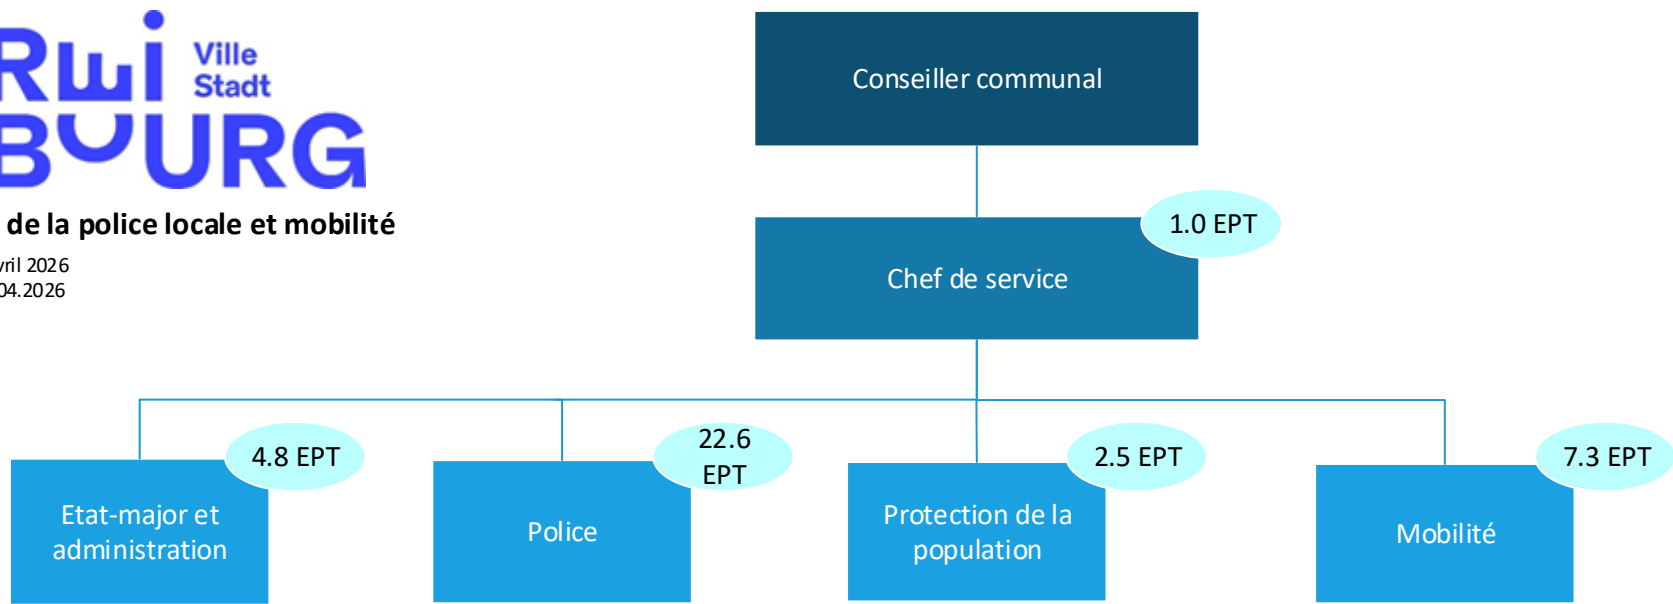 Ville
Stadt
BOURG
de la police locale et mobilité
avril 2026
04.2026
Conseiller communal
1.0 EPT
Chef de service
4.8 EPT
22.6
EPT
2.5 EPT
7.3 EPT
Etat-major et
administration
Police
Protection de la
population
Mobilité